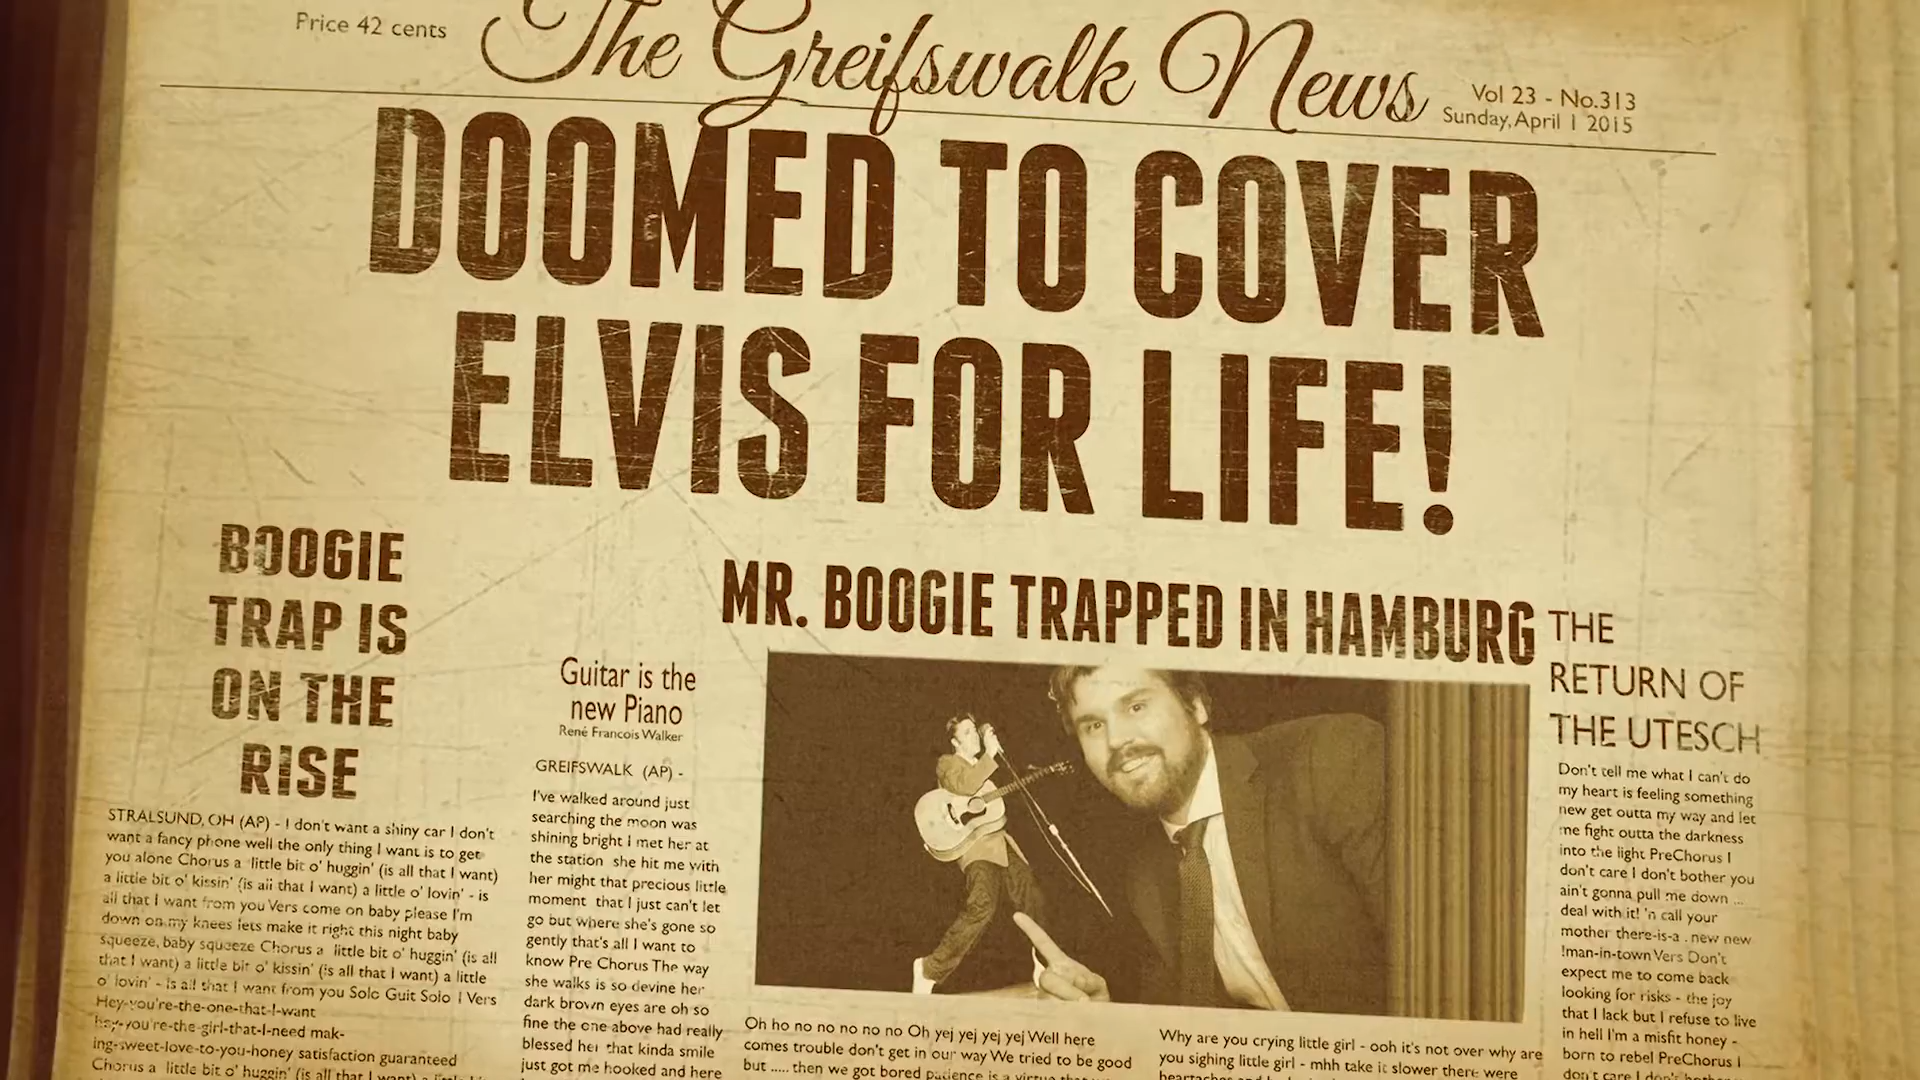 Price 42 cents
The Greifswalk News
Vol 23 - No.313
Sunday, April 1 2015
DOOMED TO COVER
ELVIS FOR LIFE!
BOOGIE
TRAP IS
ON THE
RISE
STRALSUND, OH (AP) - I don't want a shiny car I don't
want a fancy phone well the only thing I want is to get
you alone Chorus a little bit o' huggin' (is all that I want)
a little bit o' kissin' (is all that I want) a little o' lovin' - is
all that I want from you Vers come on baby please I'm
down on my knees lets make it right this night baby
squeeze, baby squeeze Chorus a little bit o' huggin' (is all
that I want) a little bit o' kissin' (is all that I want) a little
o' lovin' - is all that I want from you Solo Guit Solo I Vers
Hey-you're-the-one-that-I-want
hey-you're-the-girl-that-I-need mak-
ing-sweet-love-to-you-honey satisfaction guaranteed
Chorus a little bit o' huggin' (is all that I want) a little
Guitar is the
new Piano
René Francois Walker
GREIFSWALK (AP) -
I've walked around just
searching the moon was
shining bright I met her at
the station she hit me with
her might that precious little
moment that I just can't let
go but where she's gone so
gently that's all I want to
know Pre Chorus The way
she walks is so devine her
dark brown eyes are oh so
fine the one above had really
blessed her that kinda smile
just got me hooked and here
MR. BOOGIE TRAPPED IN HAMBURG
Oh ho no no no no no Oh yej yej yej yej Well here
comes trouble don't get in our way We tried to be good
but ..... then we got bored patience is a virtue that
Why are you crying little girl - ooh it's not over why are
you sighing little girl - mhh take it slower there were
heartaches and
THE
RETURN OF
THE UTESCH
Don't tell me what I can't do
my heart is feeling something
new get outta my way and let
me fight outta the darkness
into the light PreChorus I
don't care I don't bother you
ain't gonna pull me down ...
deal with it! 'n call your
mother there-is-a . new new
!man-in-town Vers Don't
expect me to come back
looking for risks - the joy
that I lack but I refuse to live
in hell I'm a misfit honey -
born to rebel PreChorus I
don't care I don't bother